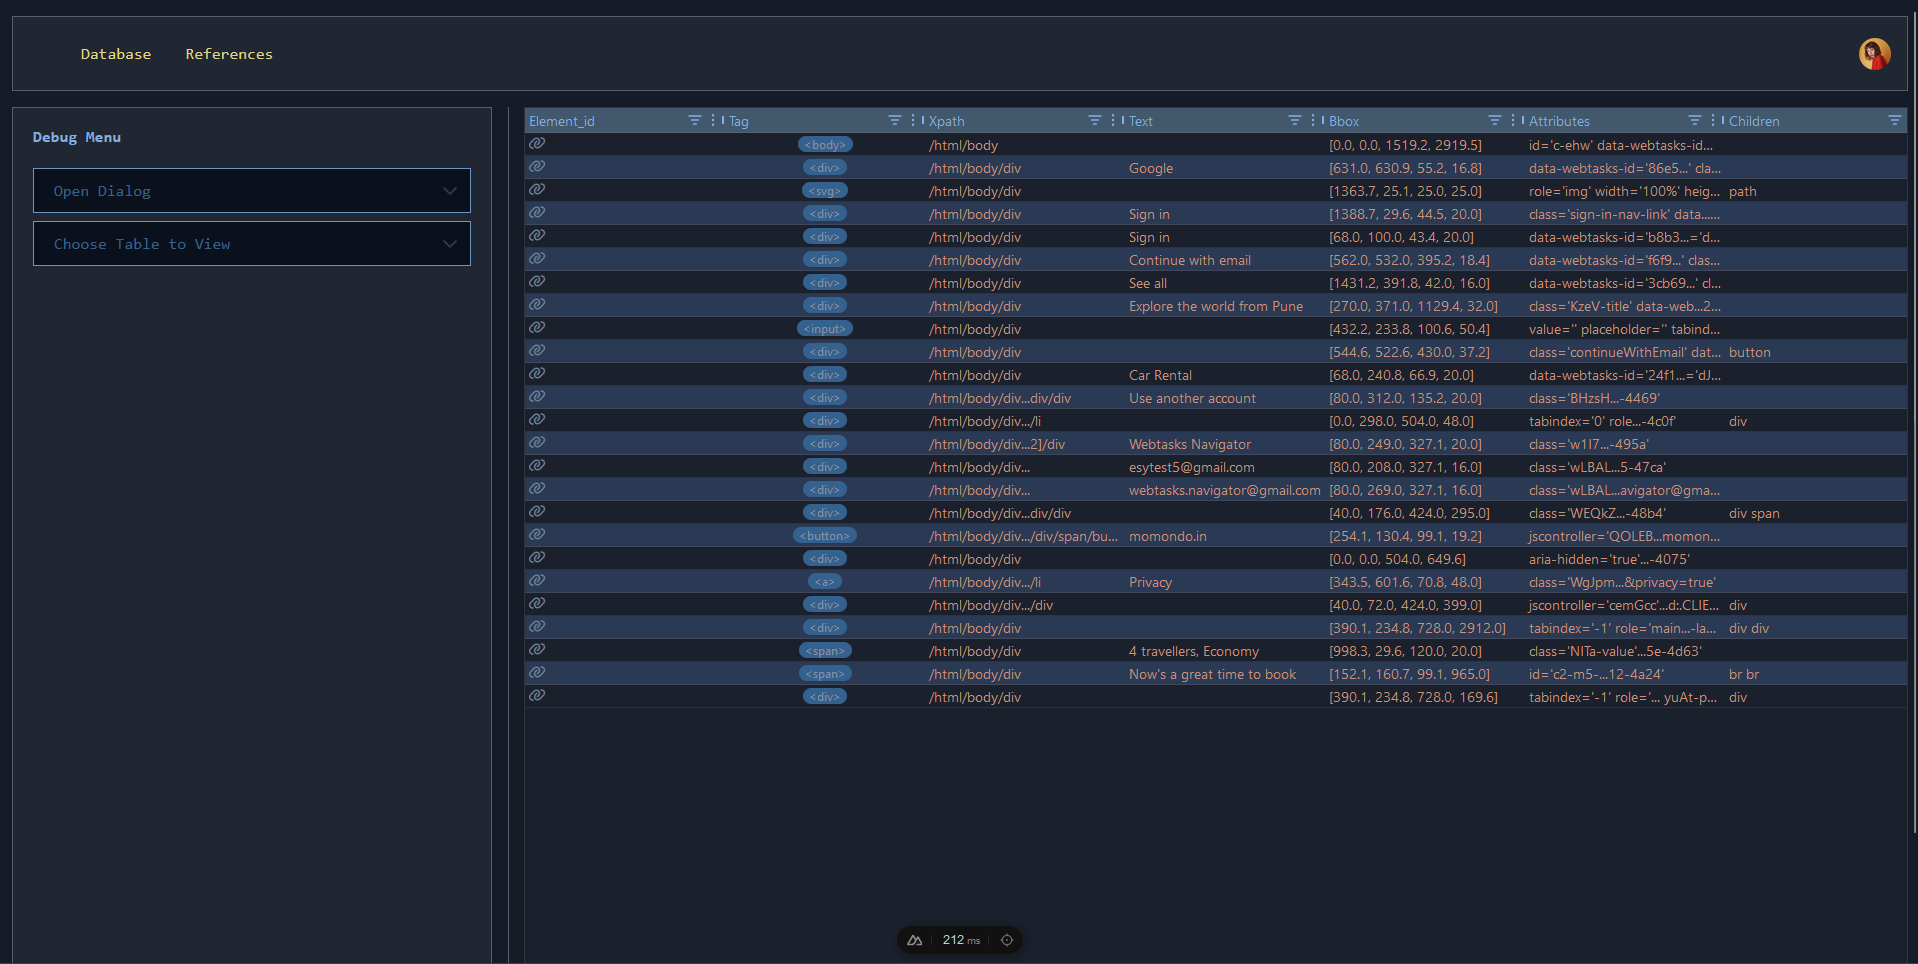 Database References
Debug Menu
Open Dialog
Choose Table to View
Element_id Tag Xpath Text Bbox Attributes Children
<body> /html/body [0.0, 0.0, 1519.2, 2919.5] id='c-ehw' data-webtasks-id...
<div> /html/body/div Google [631.0, 630.9, 55.2, 16.8] data-webtasks-id='86e5...' cla...
<svg> /html/body/div [1363.7, 25.1, 25.0, 25.0] role='img' width='100%' heig... path
<div> /html/body/div Sign in [1388.7, 29.6, 44.5, 20.0] class='sign-in-nav-link' data......
<div> /html/body/div Sign in [68.0, 100.0, 43.4, 20.0] data-webtasks-id='b8b3...='d...
<div> /html/body/div Continue with email [562.0, 532.0, 395.2, 18.4] data-webtasks-id='f6f9...' clas...
<div> /html/body/div See all [1431.2, 391.8, 42.0, 16.0] data-webtasks-id='3cb69...' cl...
<div> /html/body/div Explore the world from Pune [270.0, 371.0, 1129.4, 32.0] class='KzeV-title' data-web...2...
<input> /html/body/div [432.2, 233.8, 100.6, 50.4] value='' placeholder='' tabind...
<div> /html/body/div [544.6, 522.6, 430.0, 37.2] class='continueWithEmail' dat... button
<div> /html/body/div Car Rental [68.0, 240.8, 66.9, 20.0] data-webtasks-id='24f1...='dJ...
<div> /html/body/div...div/div Use another account [80.0, 312.0, 135.2, 20.0] class='BHzsH...-4469'
<div> /html/body/div.../li [0.0, 298.0, 504.0, 48.0] tabindex='0' role...-4c0f' div
<div> /html/body/div...2]/div Webtasks Navigator [80.0, 249.0, 327.1, 20.0] class='w1I7...-495a'
<div> /html/body/div... esytest5@gmail.com [80.0, 208.0, 327.1, 16.0] class='wLBAL...5-47ca'
<div> /html/body/div... webtasks.navigator@gmail.com [80.0, 269.0, 327.1, 16.0] class='wLBAL...avigator@gma...
<div> /html/body/div...div/div [40.0, 176.0, 424.0, 295.0] class='WEQkZ...-48b4' div span
<button> /html/body/div.../div/span/bu... momondo.in [254.1, 130.4, 99.1, 19.2] jscontroller='QOLEB...momon...
<div> /html/body/div [0.0, 0.0, 504.0, 649.6] aria-hidden='true'...-4075'
<a> /html/body/div.../li Privacy [343.5, 601.6, 70.8, 48.0] class='WgJpm...&privacy=true'
<div> /html/body/div.../div [40.0, 72.0, 424.0, 399.0] jscontroller='cemGcc'...d:.CLIE... div
<div> /html/body/div [390.1, 234.8, 728.0, 2912.0] tabindex='-1' role='main...-la... div div
<span> /html/body/div 4 travellers, Economy [998.3, 29.6, 120.0, 20.0] class='NITa-value'...5e-4d63'
<span> /html/body/div Now's a great time to book [152.1, 160.7, 99.1, 965.0] id='c2-m5-...12-4a24' br br
<div> /html/body/div [390.1, 234.8, 728.0, 169.6] tabindex='-1' role='... yuAt-p... div
212 ms